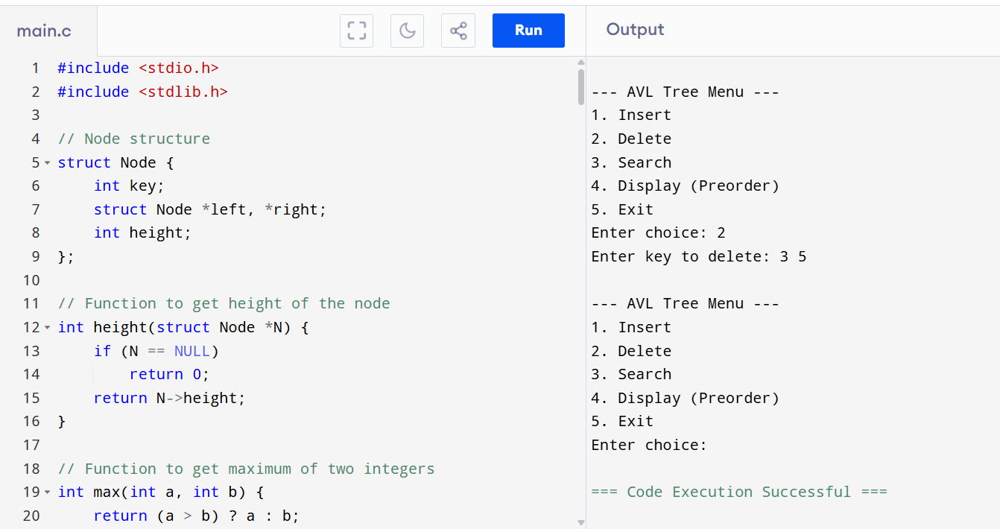 main.c
Run
1 #include <stdio.h>
2 #include <stdlib.h>
3
4 // Node structure
5 struct Node {
6     int key;
7     struct Node *left, *right;
8     int height;
9 };
10
11 // Function to get height of the node
12 int height(struct Node *N) {
13     if (N == NULL)
14         return 0;
15     return N->height;
16 }
17
18 // Function to get maximum of two integers
19 int max(int a, int b) {
20     return (a > b) ? a : b;
Output
--- AVL Tree Menu ---
1. Insert
2. Delete
3. Search
4. Display (Preorder)
5. Exit
Enter choice: 2
Enter key to delete: 3 5
--- AVL Tree Menu ---
1. Insert
2. Delete
3. Search
4. Display (Preorder)
5. Exit
Enter choice:
=== Code Execution Successful ===